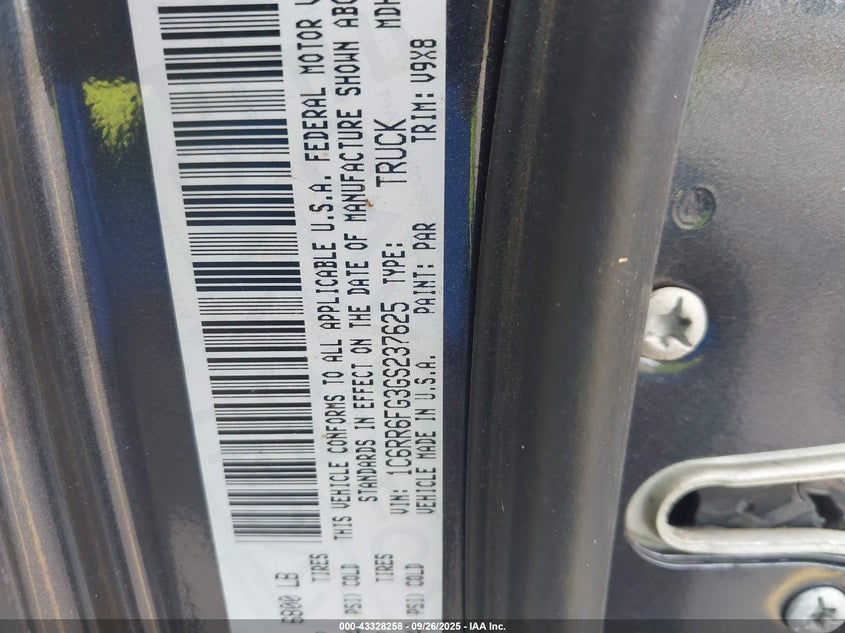 6800 LB
TIRES
PSI) COLD
THIS VEHICLE CONFORMS TO ALL APPLICABLE U.S.A. FEDERAL MOTOR
STANDARDS IN EFFECT ON THE DATE OF MANUFACTURE SHOWN
VIN: 1C6RR6FG3GS237625 TYPE: TRUCK
VEHICLE MADE IN U.S.A. PAINT: PAR TRIM: V9X8
TIRES
PSI) COLD
000-43328258 - 09/26/2025 - IAA Inc.